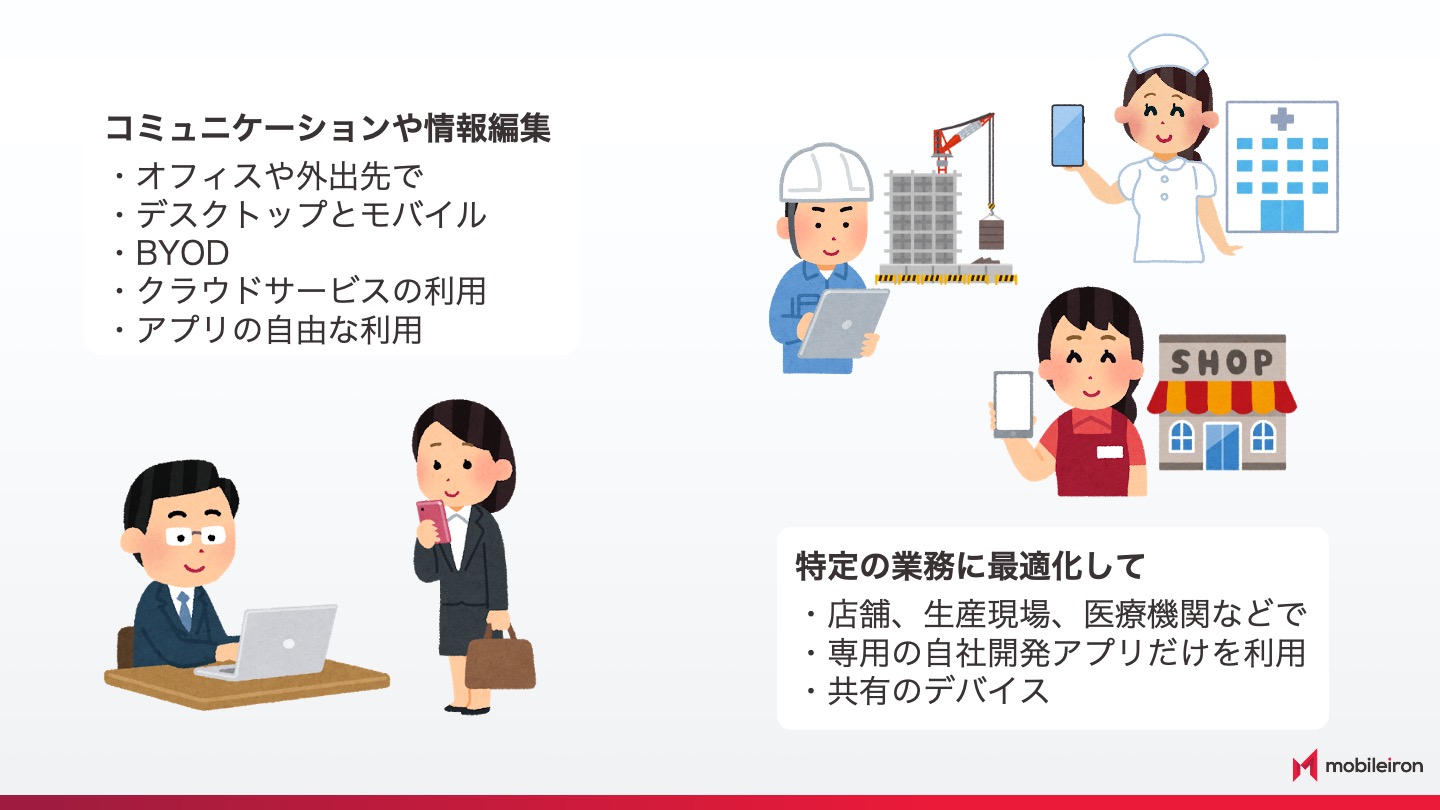 コミュニケーションや情報編集
・オフィスや外出先で
・デスクトップとモバイル
・BYOD
・クラウドサービスの利用
・アプリの自由な利用
SHOP
特定の業務に最適化して
・店舗、生産現場、医療機関などで
・専用の自社開発アプリだけを利用
・共有のデバイス
mobileiron